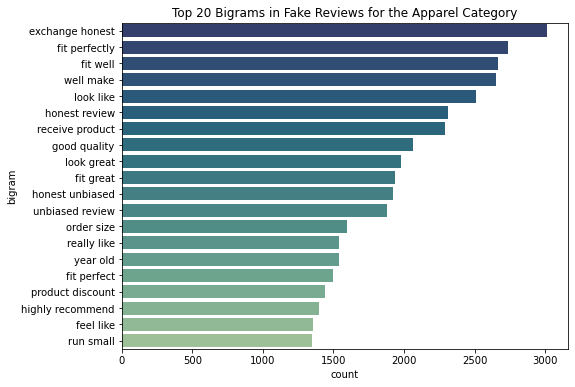 Top 20 Bigrams in Fake Reviews for the Apparel Category
exchange honest
fit perfectly
fit well
well make
look like
honest review
receive product
good quality
look great
fit great
honest unbiased
unbiased review
order size
really like
year old
fit perfect
product discount
highly recommend
feel like
run small
bigram
0 500 1000 1500 2000 2500 3000
count